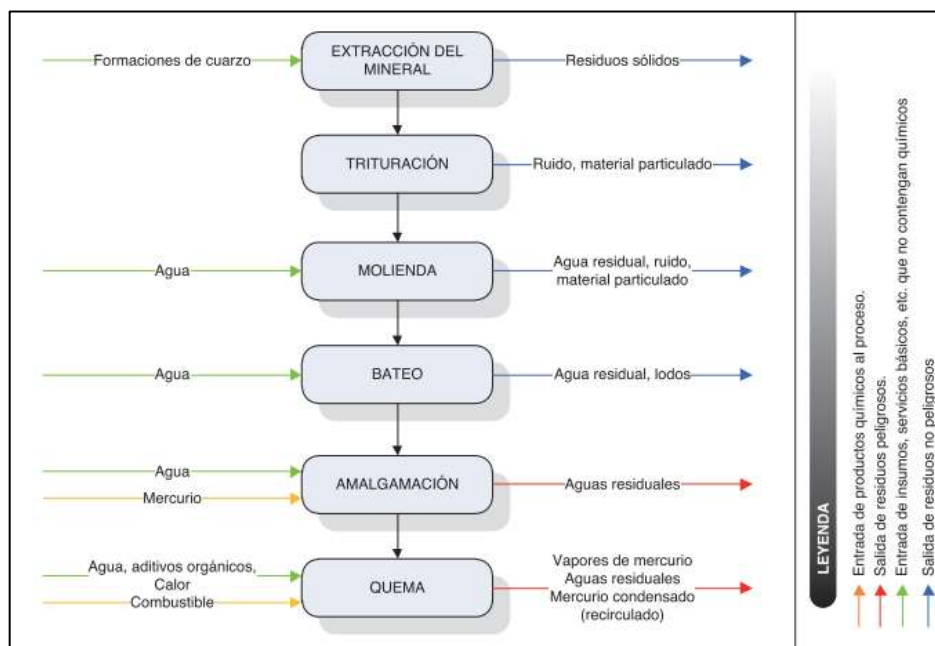 Formaciones de cuarzo
EXTRACCIÓN DEL
MINERAL
Residuos sólidos
TRITURACIÓN
Ruido, material particulado
Agua
MOLIENDA
Agua residual, ruido,
material particulado
Agua
BATEO
Agua residual, lodos
Agua
Mercurio
AMALGAMACIÓN
Aguas residuales
Agua, aditivos orgánicos,
Calor
Combustible
QUEMA
Vapores de mercurio
Aguas residuales
Mercurio condensado
(recirculado)
LEYENDA
Entrada de productos químicos al proceso.
Salida de residuos peligrosos.
Entrada de insumos, servicios básicos, etc. que no contengan químicos
Salida de residuos no peligrosos